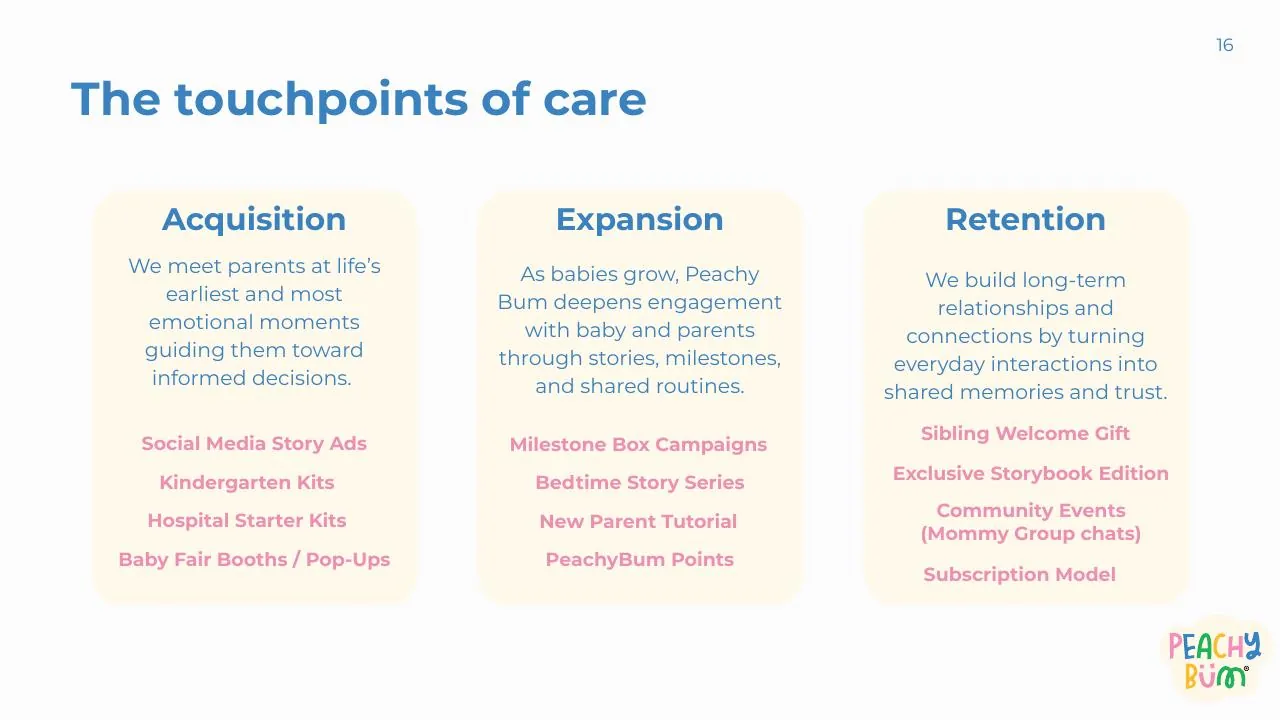 16
The touchpoints of care
Acquisition
We meet parents at life’s
earliest and most
emotional moments
guiding them toward
informed decisions.
Social Media Story Ads
Kindergarten Kits
Hospital Starter Kits
Baby Fair Booths / Pop-Ups
Expansion
As babies grow, Peachy
Bum deepens engagement
with baby and parents
through stories, milestones,
and shared routines.
Milestone Box Campaigns
Bedtime Story Series
New Parent Tutorial
PeachyBum Points
Retention
We build long-term
relationships and
connections by turning
everyday interactions into
shared memories and trust.
Sibling Welcome Gift
Exclusive Storybook Edition
Community Events
(Mommy Group chats)
Subscription Model
PEACHY
BÜM®